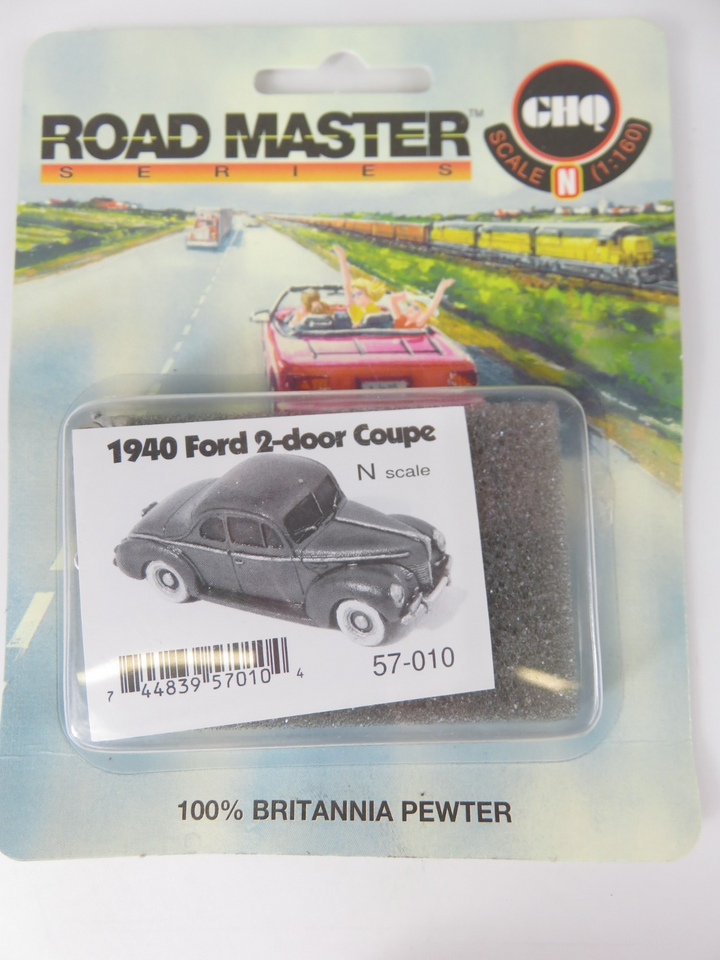 ROAD MASTER™
SERIES
GHQ
SCALE N (1:160)
1940 Ford 2-door Coupe
N scale
57-010
7 44839 57010 4
100% BRITANNIA PEWTER